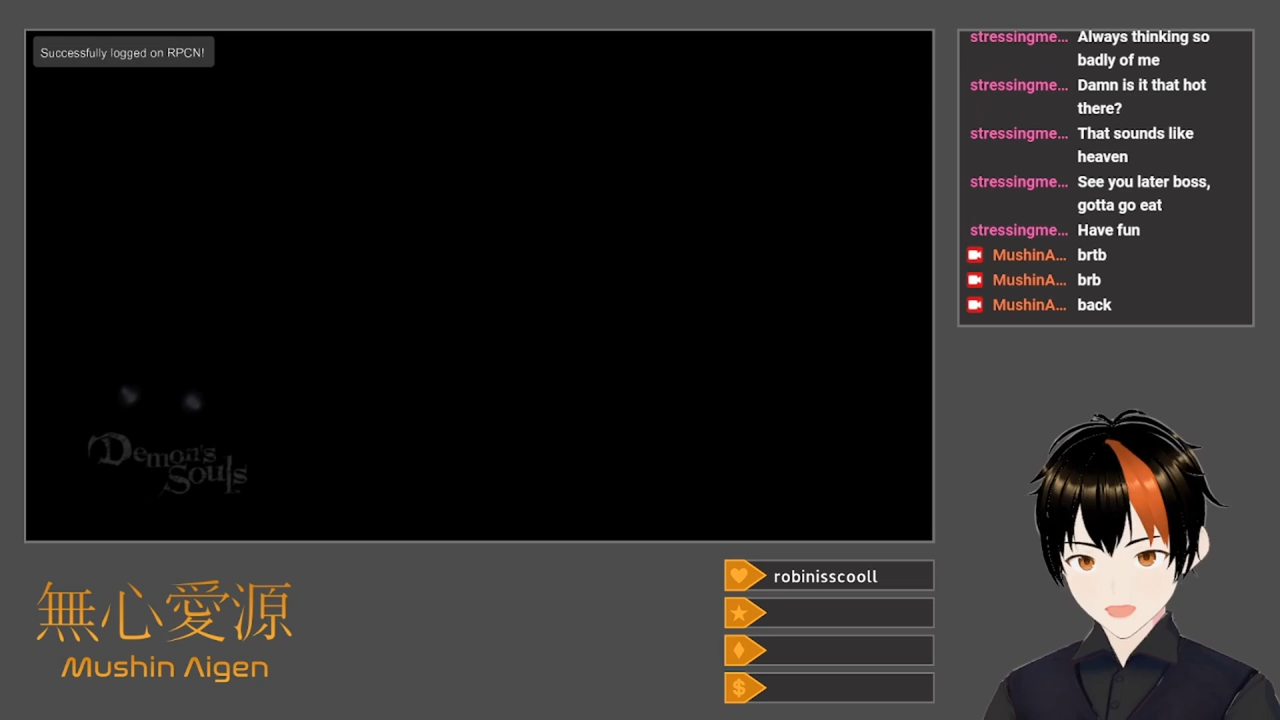 Successfully logged on RPCN!
Demon's
Souls
stressingme... Always thinking so
badly of me
stressingme... Damn is it that hot
there?
stressingme... That sounds like
heaven
stressingme... See you later boss,
gotta go eat
stressingme... Have fun
MushinA... brtb
MushinA... brb
MushinA... back
robinisscooll
無心愛源
Mushin Aigen